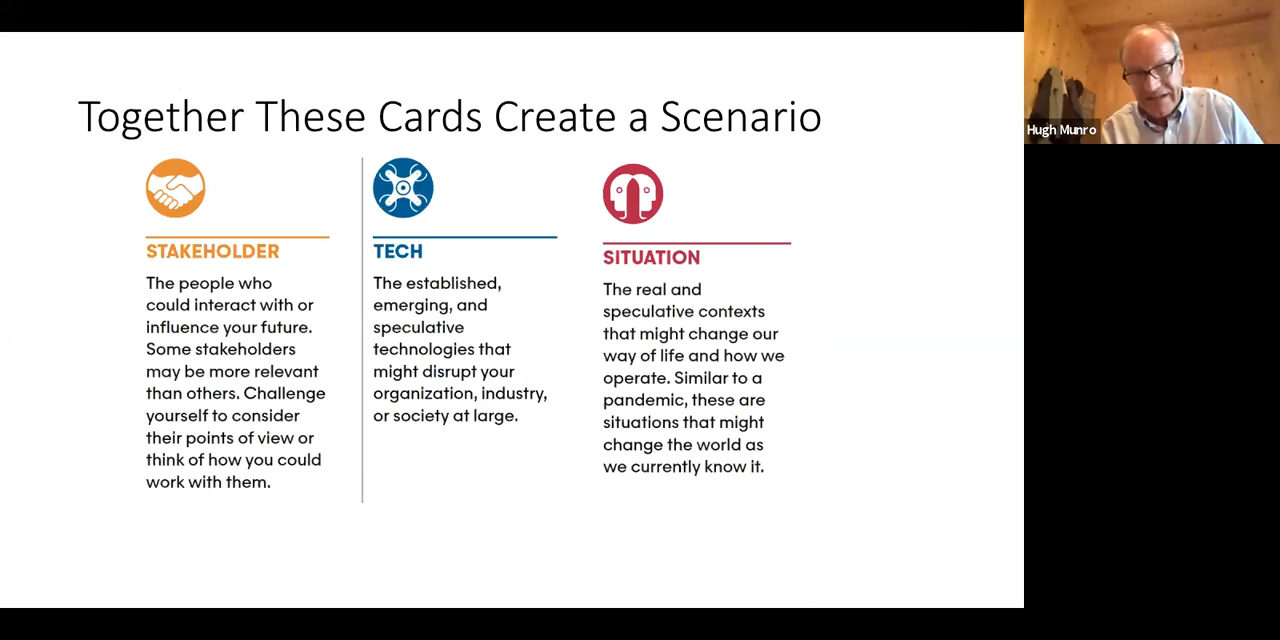 Together These Cards Create a Scenario
STAKEHOLDER
The people who
could interact with or
influence your future.
Some stakeholders
may be more relevant
than others. Challenge
yourself to consider
their points of view or
think of how you could
work with them.
TECH
The established,
emerging, and
speculative
technologies that
might disrupt your
organization, industry,
or society at large.
SITUATION
The real and
speculative contexts
that might change our
way of life and how we
operate. Similar to a
pandemic, these are
situations that might
change the world as
we currently know it.
Hugh Munro